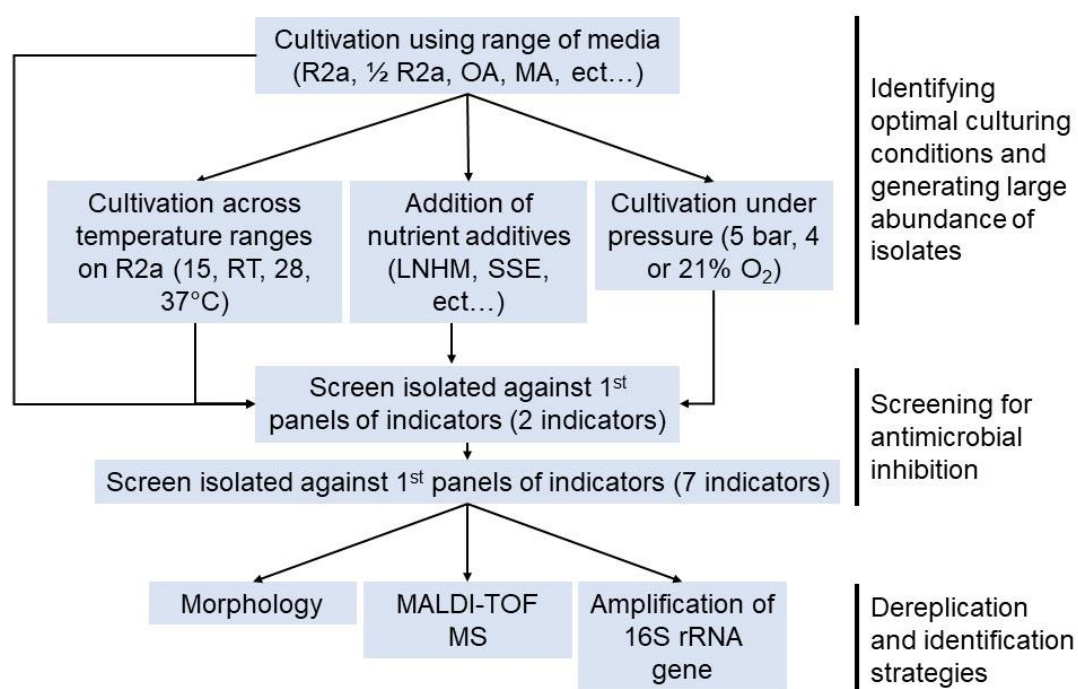 Cultivation using range of media
(R2a, ½ R2a, OA, MA, ect…)
Identifying
optimal culturing
conditions and
generating large
abundance of
isolates
Cultivation across
temperature ranges
on R2a (15, RT, 28,
37°C)
Addition of
nutrient additives
(LNHM, SSE,
ect…)
Cultivation under
pressure (5 bar, 4
or 21% O₂)
Screen isolated against 1ˢᵗ
panels of indicators (2 indicators)
Screen isolated against 1ˢᵗ panels of indicators (7 indicators)
Screening for
antimicrobial
inhibition
Morphology
MALDI-TOF
MS
Amplification of
16S rRNA
gene
Dereplication
and identification
strategies